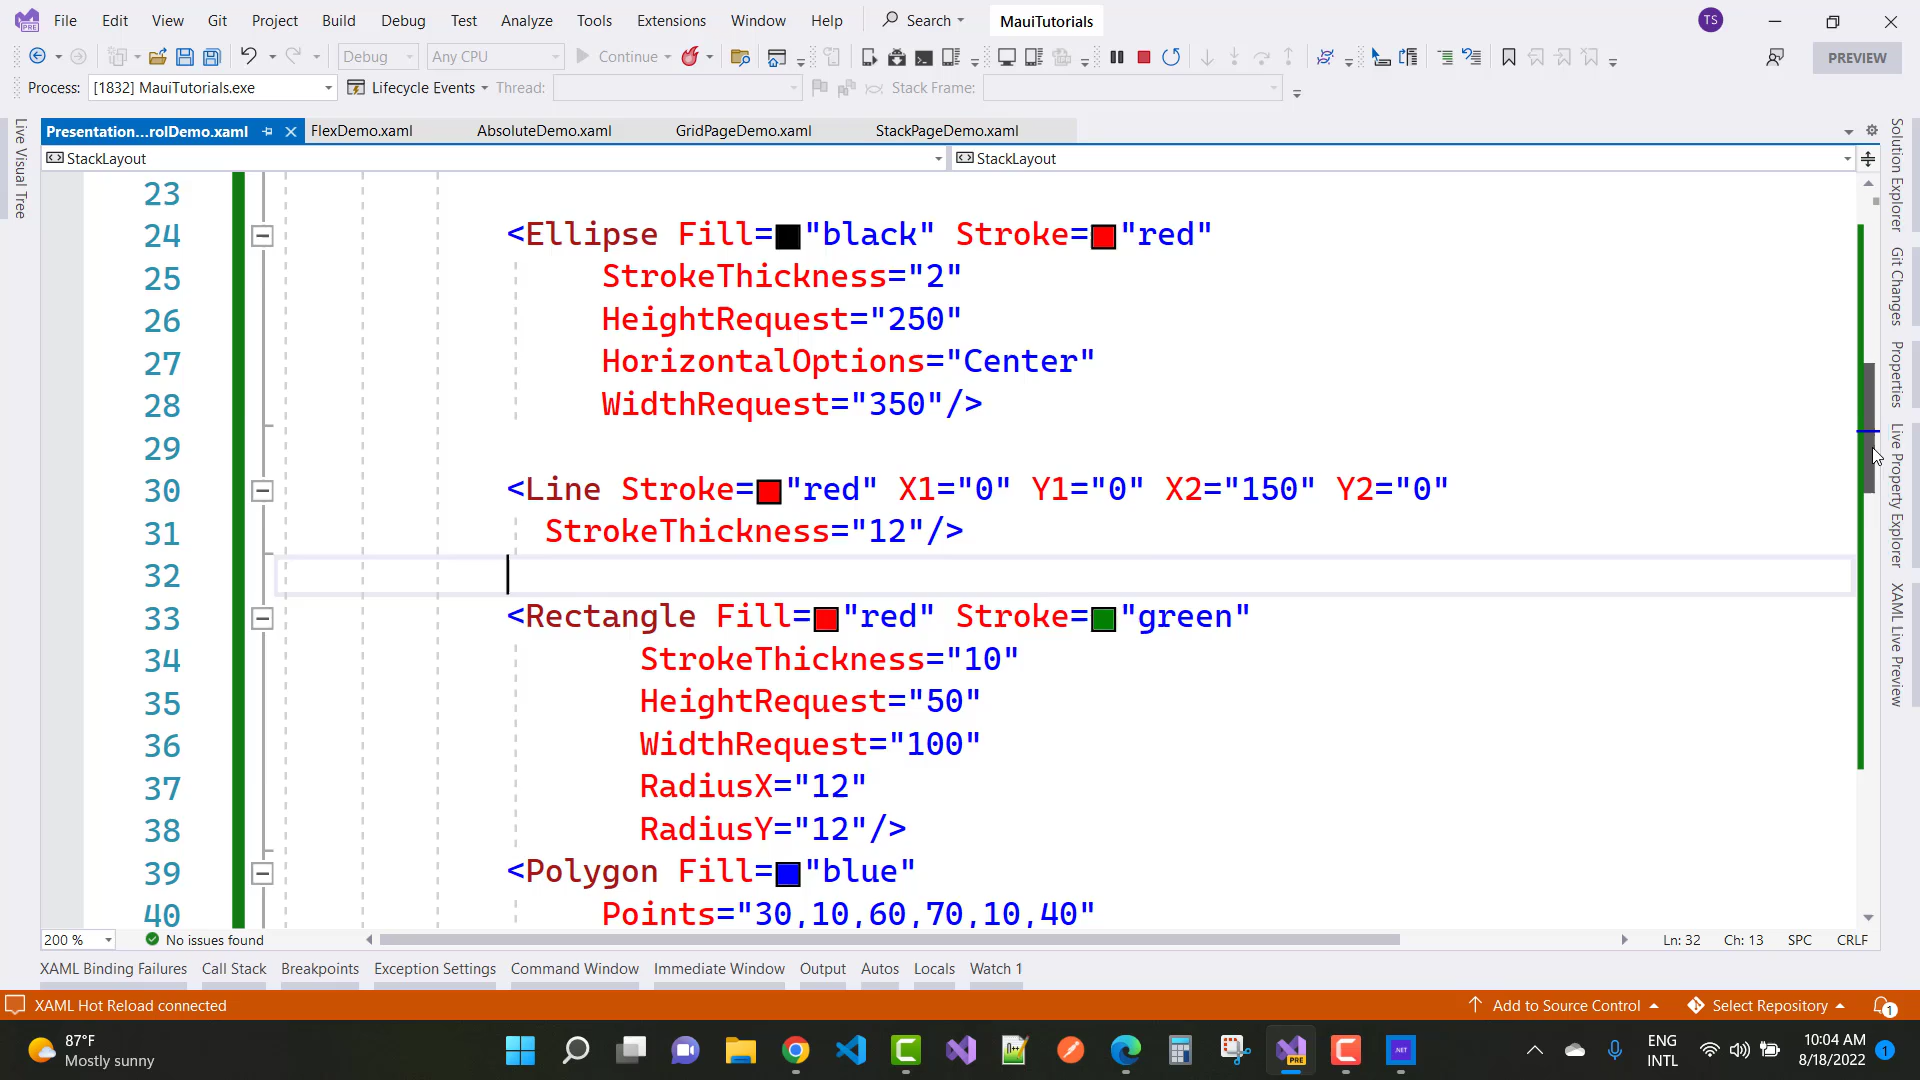 File Edit View Git Project Build Debug Test Analyze Tools Extensions Window Help Search MauiTutorials TS
Debug Any CPU Continue PREVIEW
Process: [1832] MauiTutorials.exe Lifecycle Events Thread: Stack Frame:
Presentation...rolDemo.xaml FlexDemo.xaml AbsoluteDemo.xaml GridPageDemo.xaml StackPageDemo.xaml
StackLayout StackLayout
Live Visual Tree
23
24 <Ellipse Fill="black" Stroke="red"
25 StrokeThickness="2"
26 HeightRequest="250"
27 HorizontalOptions="Center"
28 WidthRequest="350"/>
29
30 <Line Stroke="red" X1="0" Y1="0" X2="150" Y2="0"
31 StrokeThickness="12"/>
32
33 <Rectangle Fill="red" Stroke="green"
34 StrokeThickness="10"
35 HeightRequest="50"
36 WidthRequest="100"
37 RadiusX="12"
38 RadiusY="12"/>
39 <Polygon Fill="blue"
40 Points="30,10,60,70,10,40"
Solution Explorer
Git Changes
Properties
Live Property Explorer
XAML Live Preview
200 % No issues found Ln: 32 Ch: 13 SPC CRLF
XAML Binding Failures Call Stack Breakpoints Exception Settings Command Window Immediate Window Output Autos Locals Watch 1
XAML Hot Reload connected Add to Source Control Select Repository 1
87°F
Mostly sunny
PRE
.NET
ENG
INTL
10:04 AM
8/18/2022
1